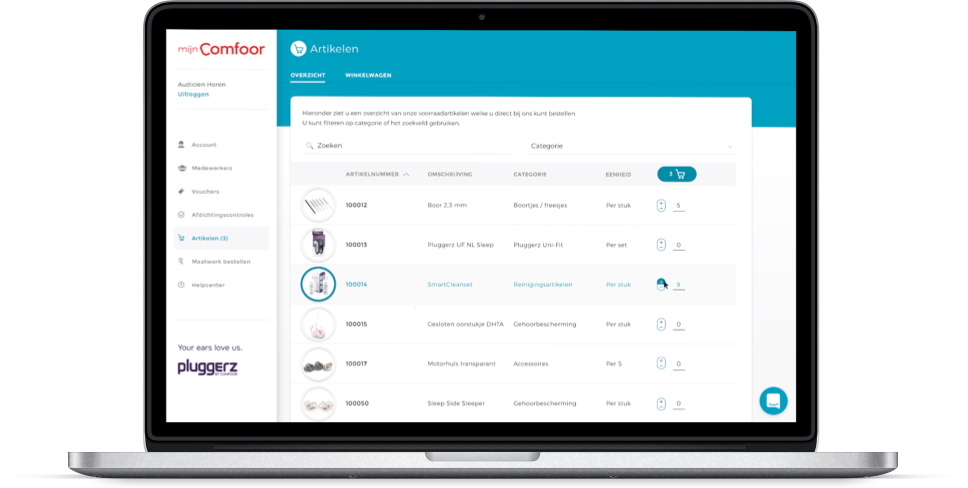 mijn Comfoor
Audicien Horen
Uitloggen
Account
Medewerkers
Vouchers
Afdichtingscontroles
Artikelen (3)
Maatwerk bestellen
Helpcenter
Your ears love us.
pluggerz
BY COMFOOR
Artikelen
OVERZICHT WINKELWAGEN
Hieronder ziet u een overzicht van onze voorraadartikelen welke u direct bij ons kunt bestellen.
U kunt filteren op categorie of het zoekveld gebruiken.
Zoeken Categorie
ARTIKELNUMMER OMSCHRIJVING CATEGORIE EENHEID 3
100012 Boor 2,3 mm Boortjes / freesjes Per stuk 5
100013 Pluggerz UF NL Sleep Pluggerz Uni-Fit Per set 0
100014 SmartCleanset Reinigingsartikelen Per stuk 9
100015 Gesloten oorstukje DHTA Gehoorbescherming Per stuk 0
100017 Motorhuis transparant Accessoires Per 5 0
100050 Sleep Side Sleeper Gehoorbescherming Per stuk 0